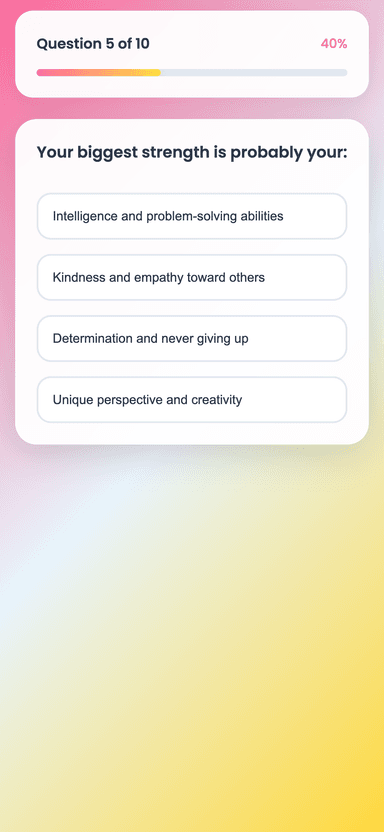 Question 5 of 10
40%
Your biggest strength is probably your:
Intelligence and problem-solving abilities
Kindness and empathy toward others
Determination and never giving up
Unique perspective and creativity